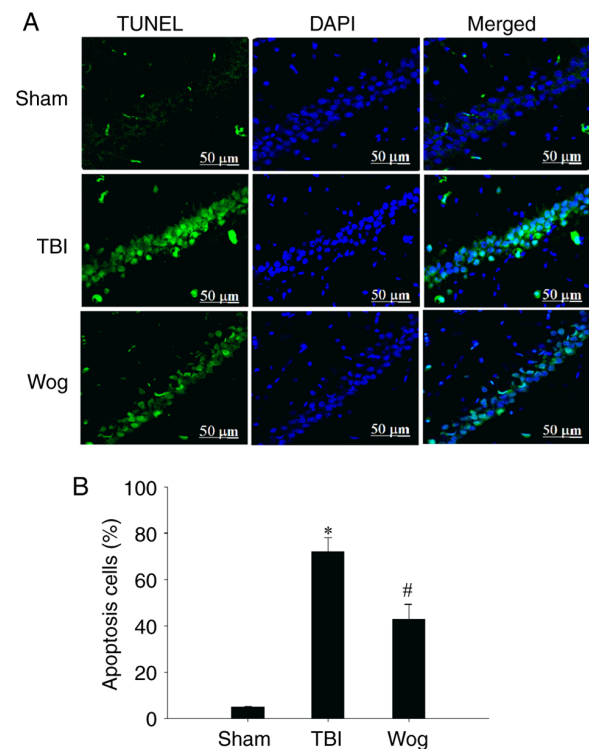 A
TUNEL DAPI Merged
Sham
50 μm 50 μm 50 μm
TBI
50 μm 50 μm 50 μm
Wog
50 μm 50 μm 50 μm
B
Apoptosis cells (%)
100
80
60
40
20
0
*
#
Sham TBI Wog